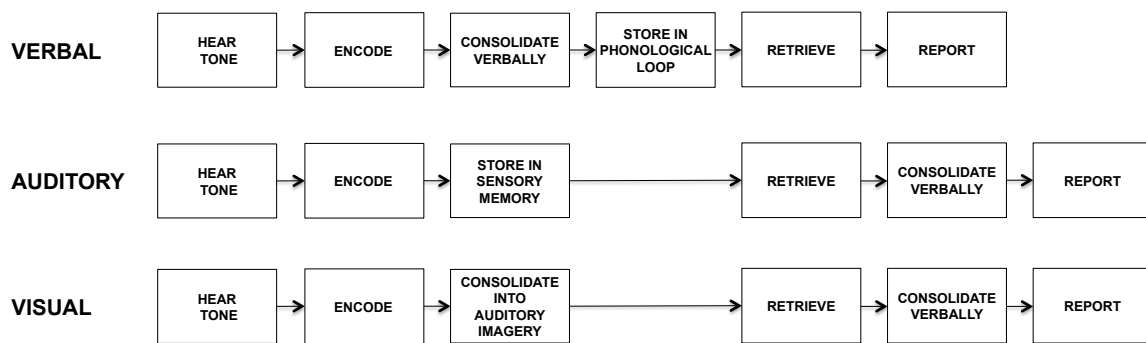 VERBAL
HEAR
TONE
ENCODE
CONSOLIDATE
VERBALLY
STORE IN
PHONOLOGICAL
LOOP
RETRIEVE
REPORT
AUDITORY
HEAR
TONE
ENCODE
STORE IN
SENSORY
MEMORY
RETRIEVE
CONSOLIDATE
VERBALLY
REPORT
VISUAL
HEAR
TONE
ENCODE
CONSOLIDATE
INTO
AUDITORY
IMAGERY
RETRIEVE
CONSOLIDATE
VERBALLY
REPORT